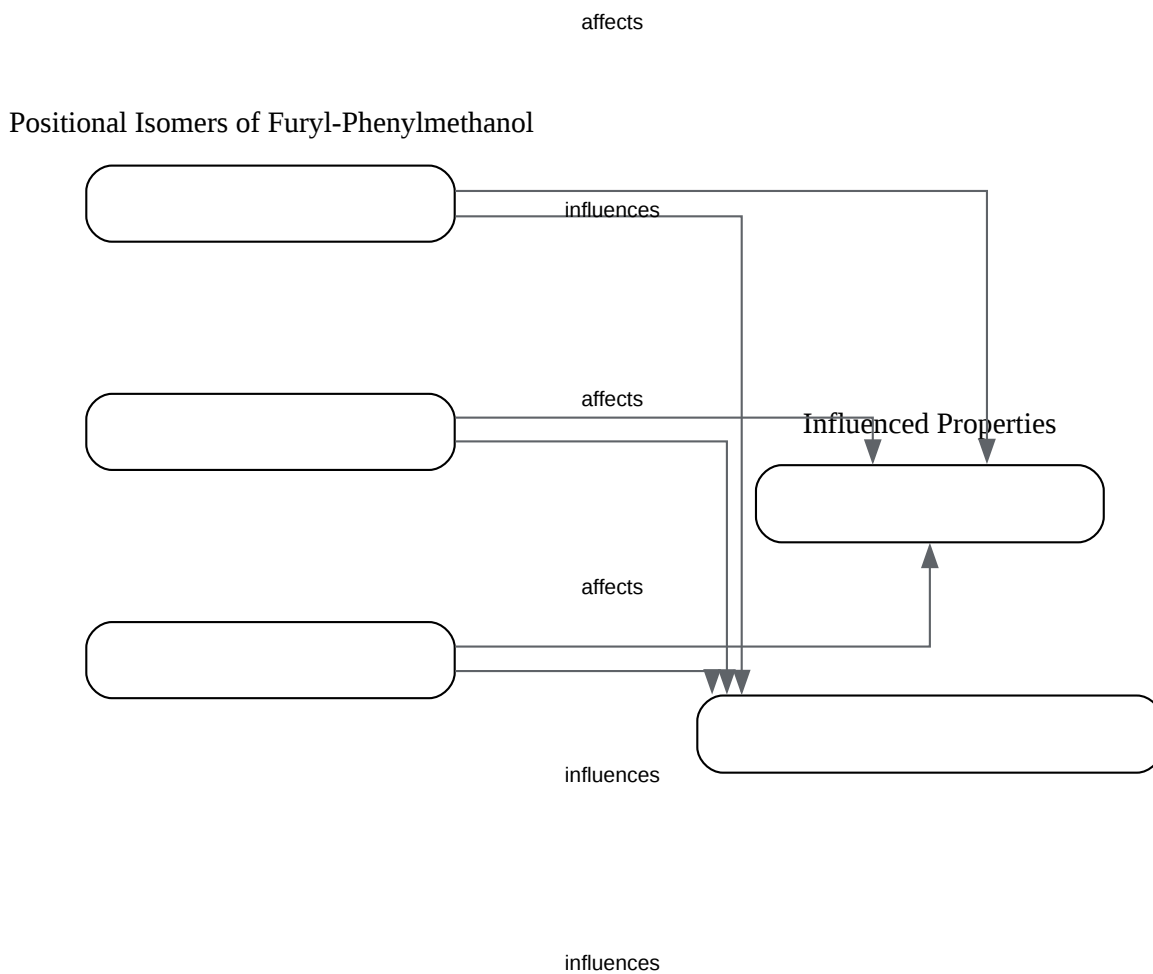 affects
Positional Isomers of Furyl-Phenylmethanol
influences
affects
Influenced Properties
affects
influences
influences